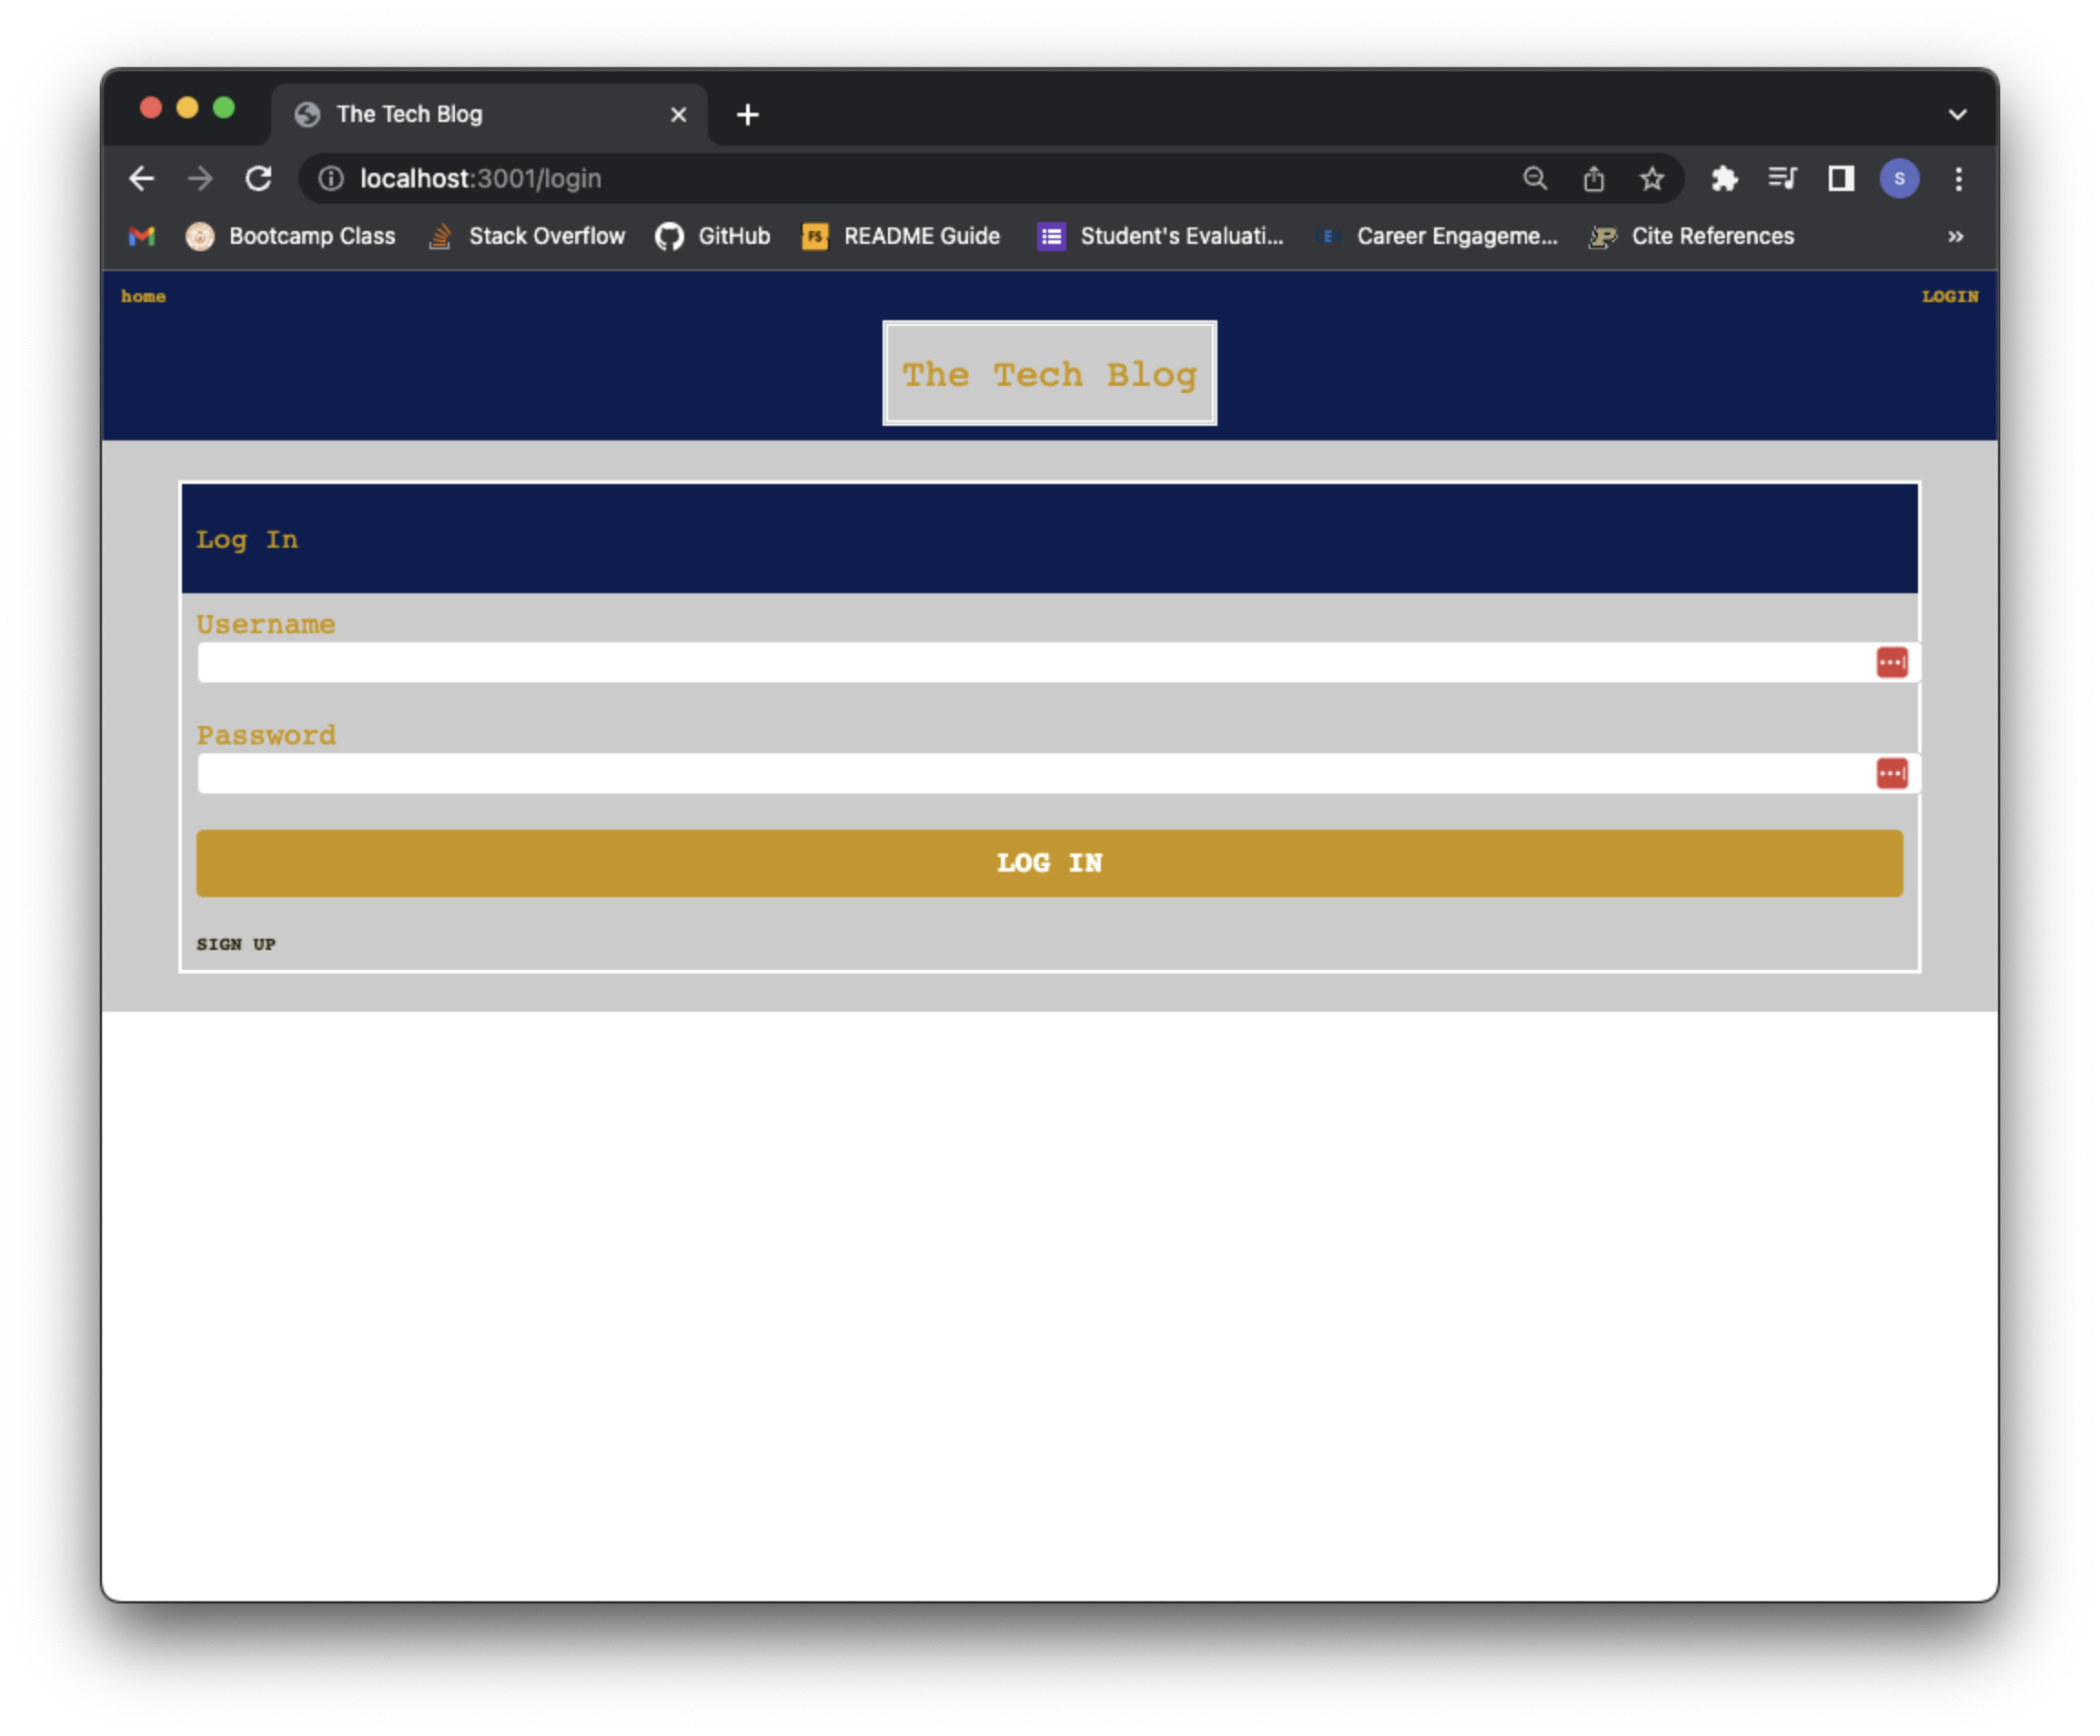 The Tech Blog
localhost:3001/login
S
Bootcamp Class Stack Overflow GitHub FS README Guide Student's Evaluati... E Career Engageme... Cite References
home LOGIN
The Tech Blog
Log In
Username
Password
LOG IN
SIGN UP